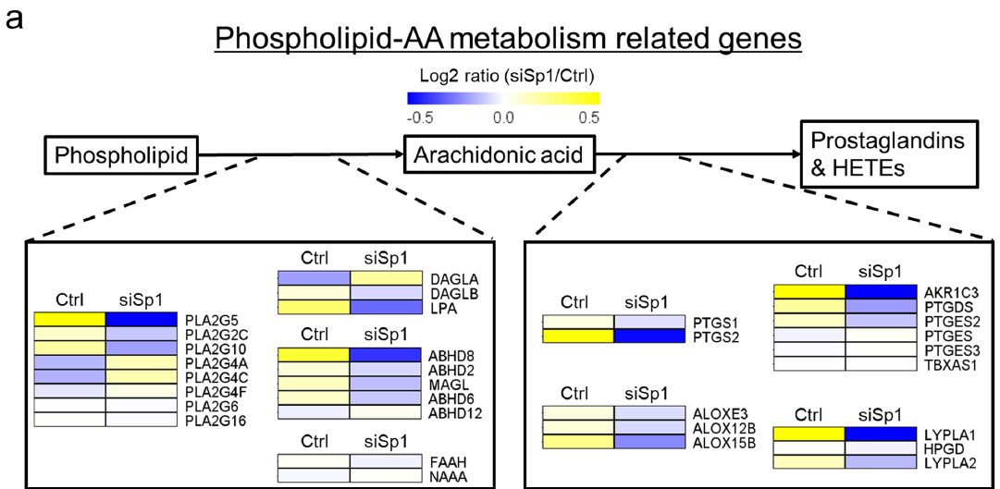 a
Phospholipid-AA metabolism related genes
Log2 ratio (siSp1/Ctrl)
-0.5 0.0 0.5
Phospholipid
Arachidonic acid
Prostaglandins
& HETEs
Ctrl siSp1
PLA2G5
PLA2G2C
PLA2G10
PLA2G4A
PLA2G4C
PLA2G4F
PLA2G6
PLA2G16
Ctrl siSp1
DAGLA
DAGLB
LPA
Ctrl siSp1
ABHD8
ABHD2
MAGL
ABHD6
ABHD12
Ctrl siSp1
FAAH
NAAA
Ctrl siSp1
PTGS1
PTGS2
Ctrl siSp1
ALOXE3
ALOX12B
ALOX15B
Ctrl siSp1
AKR1C3
PTGDS
PTGES2
PTGES
PTGES3
TBXAS1
Ctrl siSp1
LYPLA1
HPGD
LYPLA2